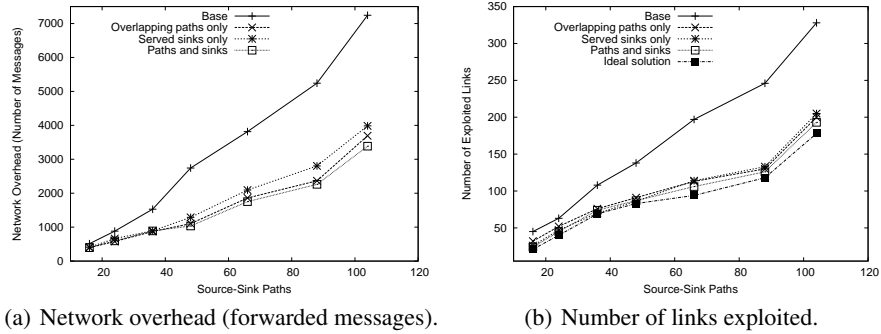 Network Overhead (Number of Messages)
7000
6000
5000
4000
3000
2000
1000
0
0 20 40 60 80 100 120
Source-Sink Paths
Base
Overlapping paths only
Served sinks only
Paths and sinks
(a) Network overhead (forwarded messages).
Number of Exploited Links
350
300
250
200
150
100
50
20 40 60 80 100 120
Source-Sink Paths
Base
Overlapping paths only
Served sinks only
Paths and sinks
Ideal solution
(b) Number of links exploited.